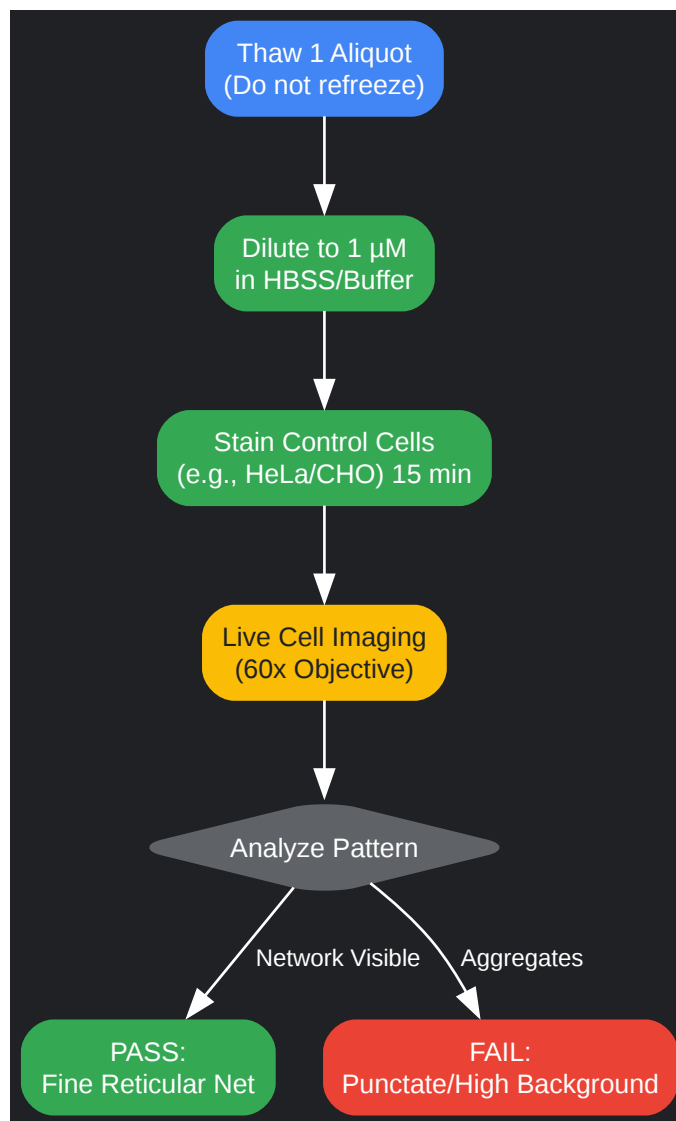 Thaw 1 Aliquot
(Do not refreeze)
Dilute to 1 µM
in HBSS/Buffer
Stain Control Cells
(e.g., HeLa/CHO) 15 min
Live Cell Imaging
(60x Objective)
Analyze Pattern
Network Visible
Aggregates
PASS:
Fine Reticular Net
FAIL:
Punctate/High Background